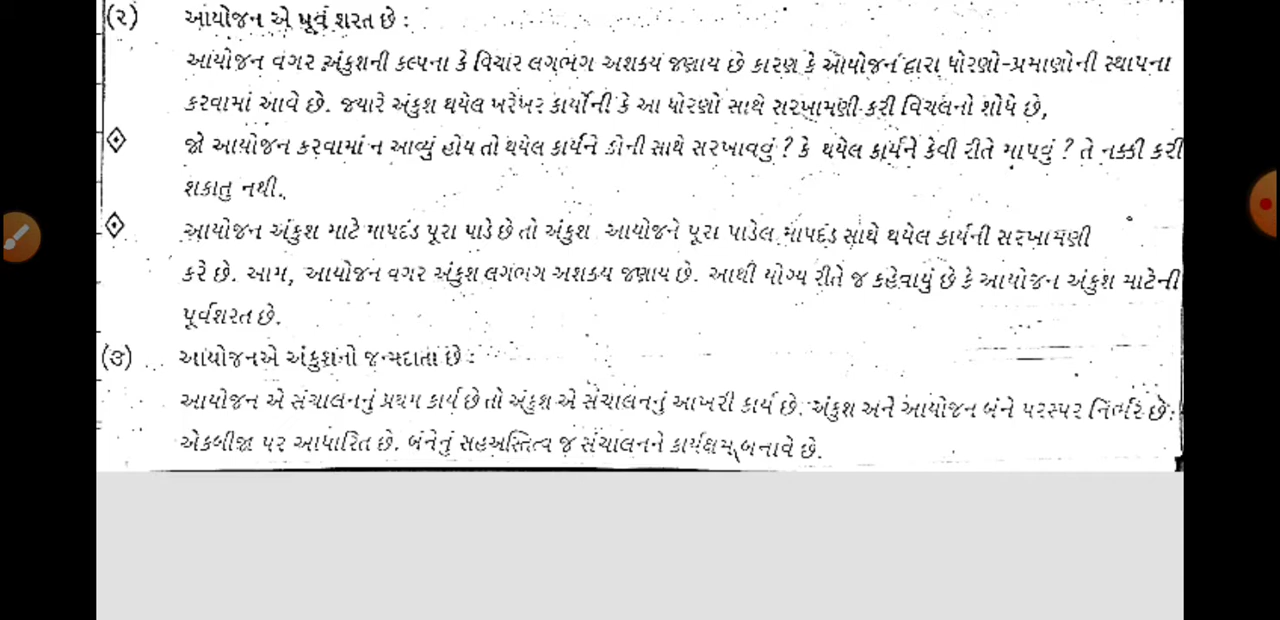 (૨) આયોજન એ પૂર્વ શરત છે :
આયોજન વગર અંકુશની કલ્પના કે વિચાર લગભગ અશક્ય જણાય છે કારણ કે આયોજન દ્વારા ધોરણો-પ્રમાણોની સ્થાપના
કરવામાં આવે છે. જ્યારે અંકુશ થયેલ ખરેખર કાર્યોની કે આ ધોરણો સાથે સરખામણી કરી વિચલનો શોધે છે,
જો આયોજન કરવામાં ન આવ્યું હોય તો થયેલ કાર્યને કોની સાથે સરખાવવું ? કે થયેલ કાર્યને કેવી રીતે માપવું ? તે નક્કી કરી
શકાતુ નથી.
આયોજન અંકુશ માટે માપદંડ પૂરા પાડે છે તો અંકુશ આયોજને પૂરા પાડેલ માપદંડ સાથે થયેલ કાર્યની સરખામણી
કરે છે. આમ, આયોજન વગર અંકુશ લગભગ અશક્ય જણાય છે. આથી યોગ્ય રીતે જ કહેવાયું છે કે આયોજન અંકુશ માટેની
પૂર્વશરત છે.
(૩) આયોજનએ અંકુશનો જન્મદાતા છે :
આયોજન એ સંચાલનનું પ્રથમ કાર્ય છે તો અંકુશ એ સંચાલનનું આખરી કાર્ય છે. અંકુશ અને આયોજન બંને પરસ્પર નિર્ભર છે.
એકબીજા પર આધારિત છે. બંનેનું સહઅસ્તિત્વ જ સંચાલનને કાર્યક્ષમ બનાવે છે.